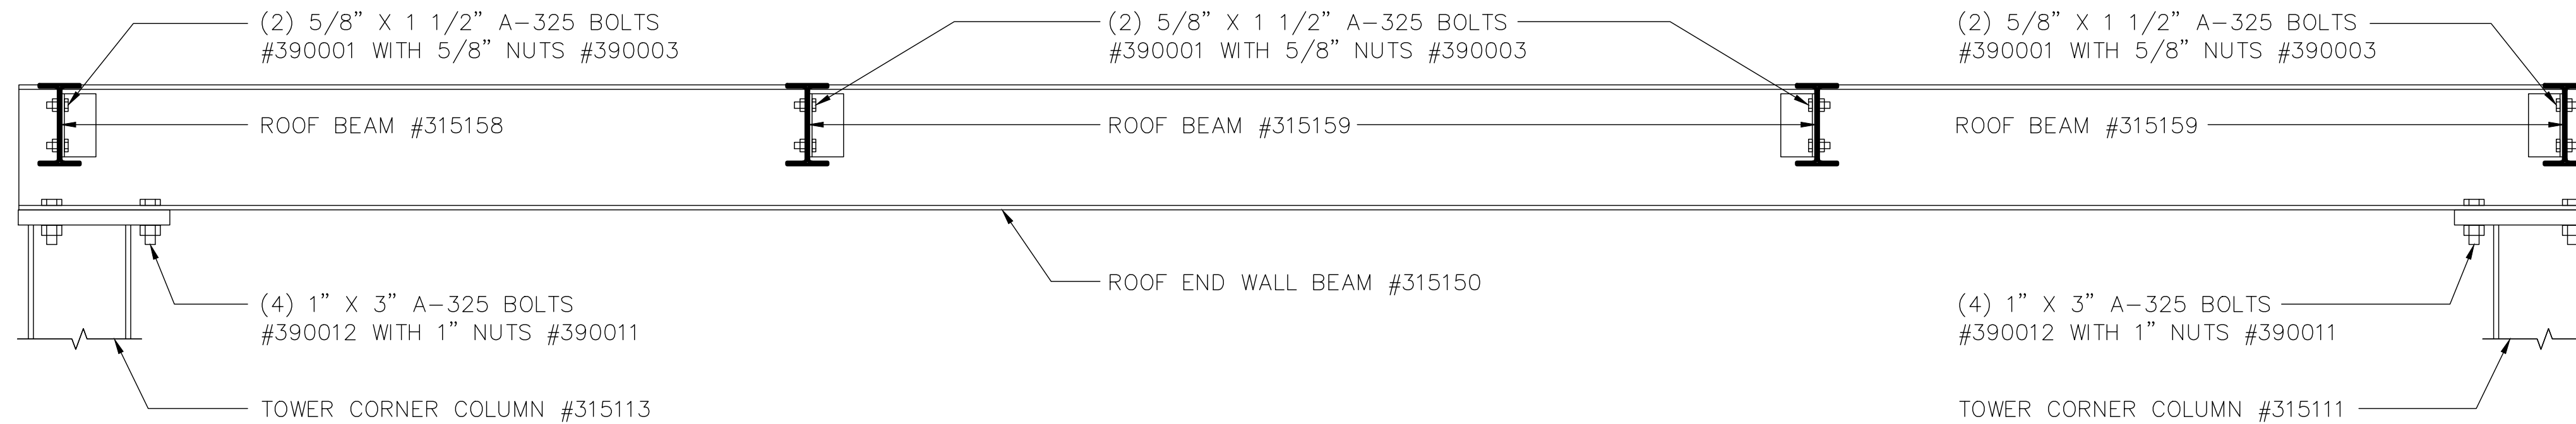 (2) 5/8” X 1 1/2” A-325 BOLTS
#390001 WITH 5/8” NUTS #390003
(2) 5/8” X 1 1/2” A-325 BOLTS
#390001 WITH 5/8” NUTS #390003
(2) 5/8” X 1 1/2” A-325 BOLTS
#390001 WITH 5/8” NUTS #390003
ROOF BEAM #315158
ROOF BEAM #315159
ROOF BEAM #315159
ROOF END WALL BEAM #315150
(4) 1” X 3” A-325 BOLTS
#390012 WITH 1” NUTS #390011
(4) 1” X 3” A-325 BOLTS
#390012 WITH 1” NUTS #390011
TOWER CORNER COLUMN #315113
TOWER CORNER COLUMN #315111